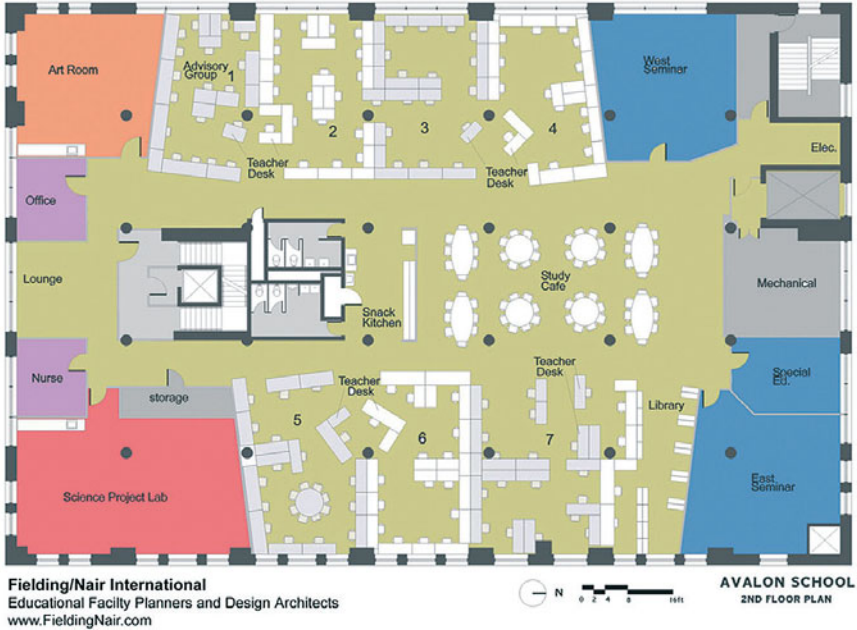 Art Room
Advisory
Group 1
2
3
4
West
Seminar
Elec.
Teacher
Desk
Teacher
Desk
Office
Lounge
Study
Cafe
Mechanical
Snack
Kitchen
Nurse
storage
Teacher
Desk
Teacher
Desk
Special
Ed.
Library
5
6
7
Science Project Lab
East
Seminar
Fielding/Nair International
Educational Facilty Planners and Design Architects
www.FieldingNair.com
N
0 2 4 8 16ft
AVALON SCHOOL
2ND FLOOR PLAN